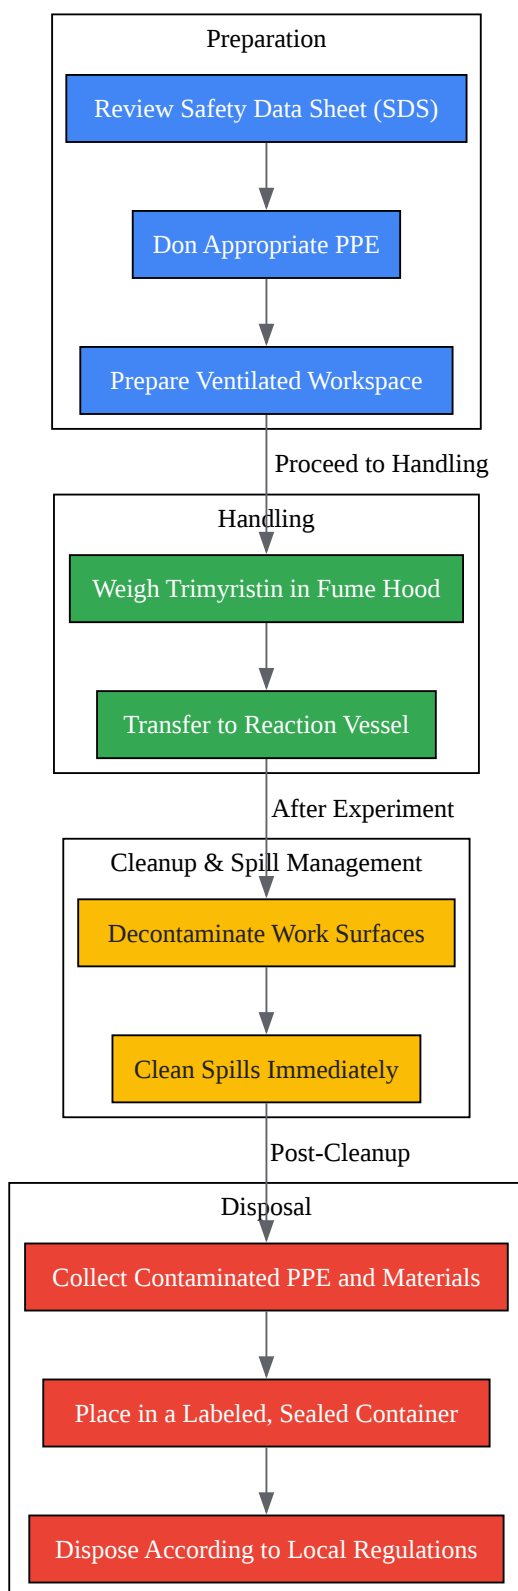 Preparation
Review Safety Data Sheet (SDS)
Don Appropriate PPE
Prepare Ventilated Workspace
Proceed to Handling
Handling
Weigh Trimyristin in Fume Hood
Transfer to Reaction Vessel
After Experiment
Cleanup & Spill Management
Decontaminate Work Surfaces
Clean Spills Immediately
Post-Cleanup
Disposal
Collect Contaminated PPE and Materials
Place in a Labeled, Sealed Container
Dispose According to Local Regulations